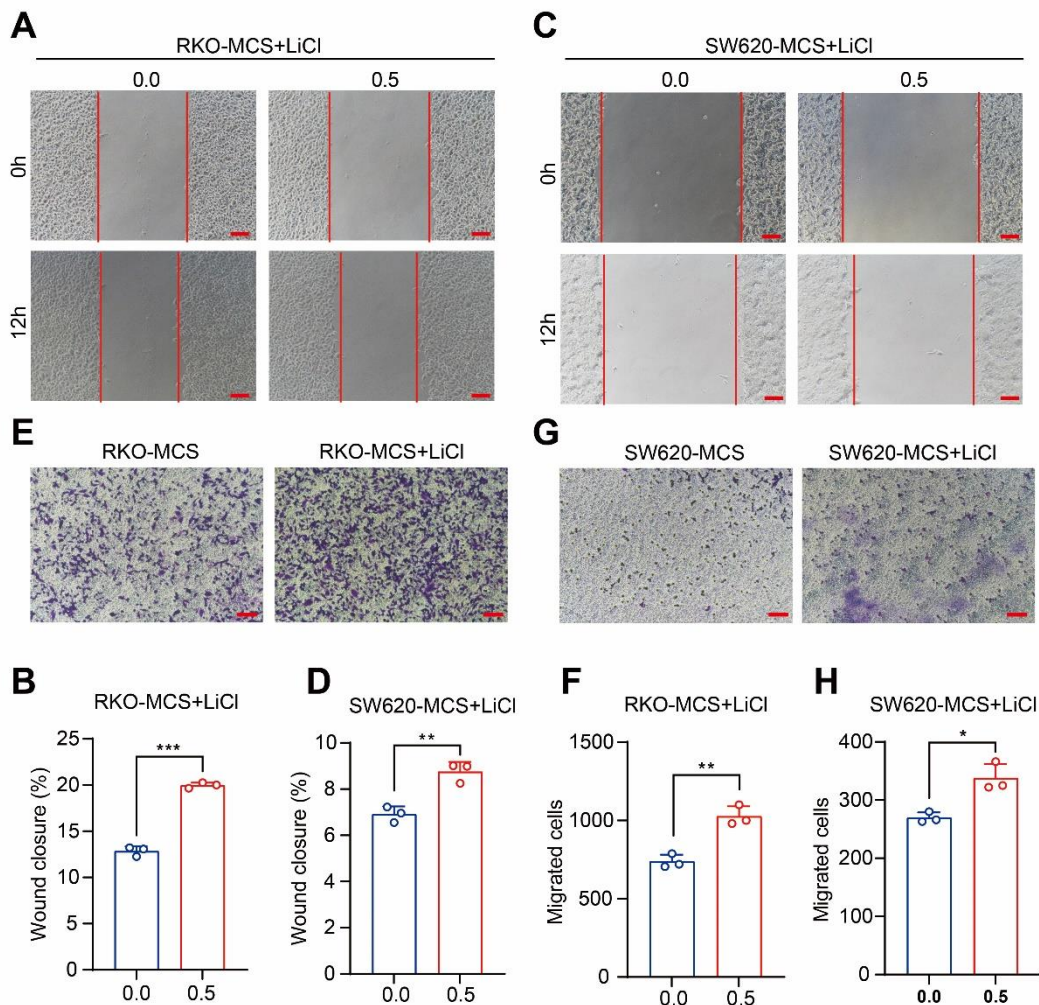 A
RKO-MCS+LiCl
0.0 0.5
0h
12h
C
SW620-MCS+LiCl
0.0 0.5
0h
12h
E
RKO-MCS RKO-MCS+LiCl
G
SW620-MCS SW620-MCS+LiCl
B
RKO-MCS+LiCl
Wound closure (%)
25
20
15
10
5
0
***
0.0 0.5
D
SW620-MCS+LiCl
Wound closure (%)
10
8
6
4
2
0
**
0.0 0.5
F
RKO-MCS+LiCl
Migrated cells
1500
1000
500
0
**
0.0 0.5
H
SW620-MCS+LiCl
Migrated cells
400
300
200
100
0
*
0.0 0.5